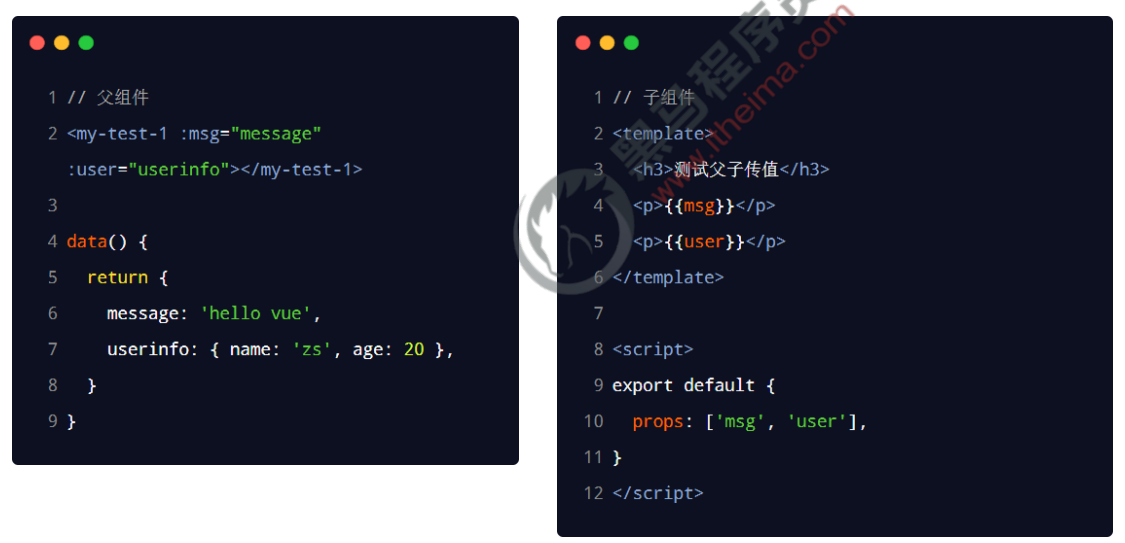 1 // 父组件
2 <my-test-1 :msg="message"
:user="userinfo"></my-test-1>
3
4 data() {
5 return {
6 message: 'hello vue',
7 userinfo: { name: 'zs', age: 20 },
8 }
9 }
1 // 子组件
2 <template>
3 <h3>测试父子传值</h3>
4 <p>{{msg}}</p>
5 <p>{{user}}</p>
6 </template>
7
8 <script>
9 export default {
10 props: ['msg', 'user'],
11 }
12 </script>
黑马程序员
www.itheima.com